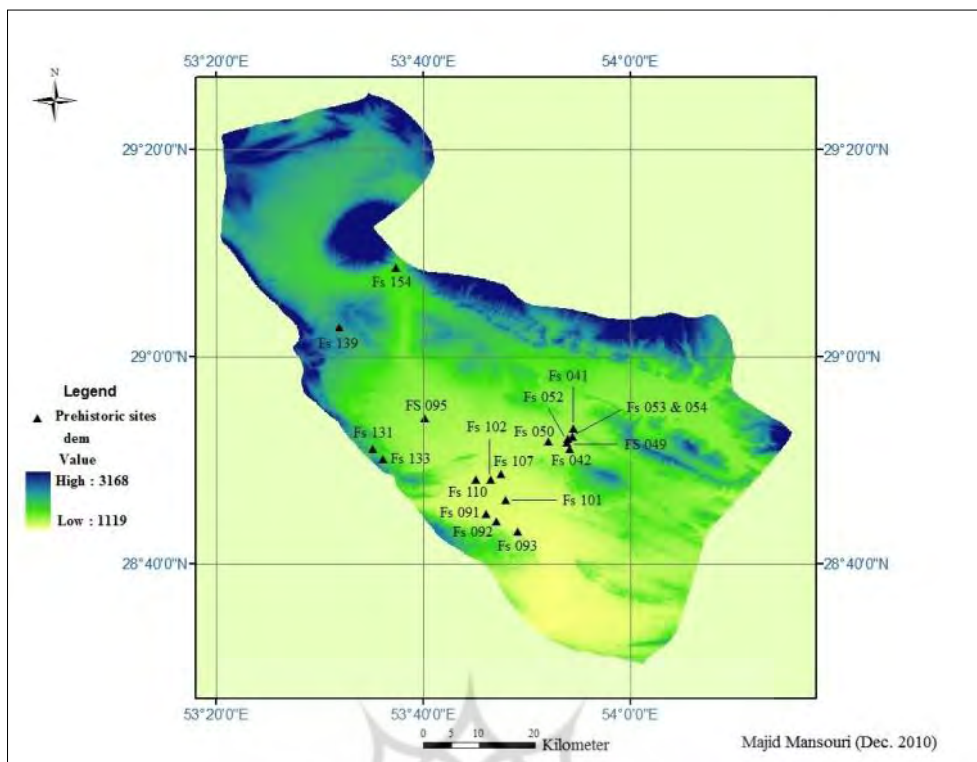 53°20'0"E 53°40'0"E 54°0'0"E
N
29°20'0"N 29°20'0"N
Fs 154
Fs 139
29°0'0"N 29°0'0"N
Fs 041
Legend
Fs 052
Fs 053 & 054
Prehistoric sites
FS 095
Fs 102
Fs 050
FS 049
dem
Fs 131
Fs 107
Fs 042
Value
Fs 133
High : 3168
Fs 110
Fs 101
Low : 1119
Fs 091
Fs 092
Fs 093
28°40'0"N 28°40'0"N
53°20'0"E 53°40'0"E 54°0'0"E
0 5 10 20
Kilometer
Majid Mansouri (Dec. 2010)